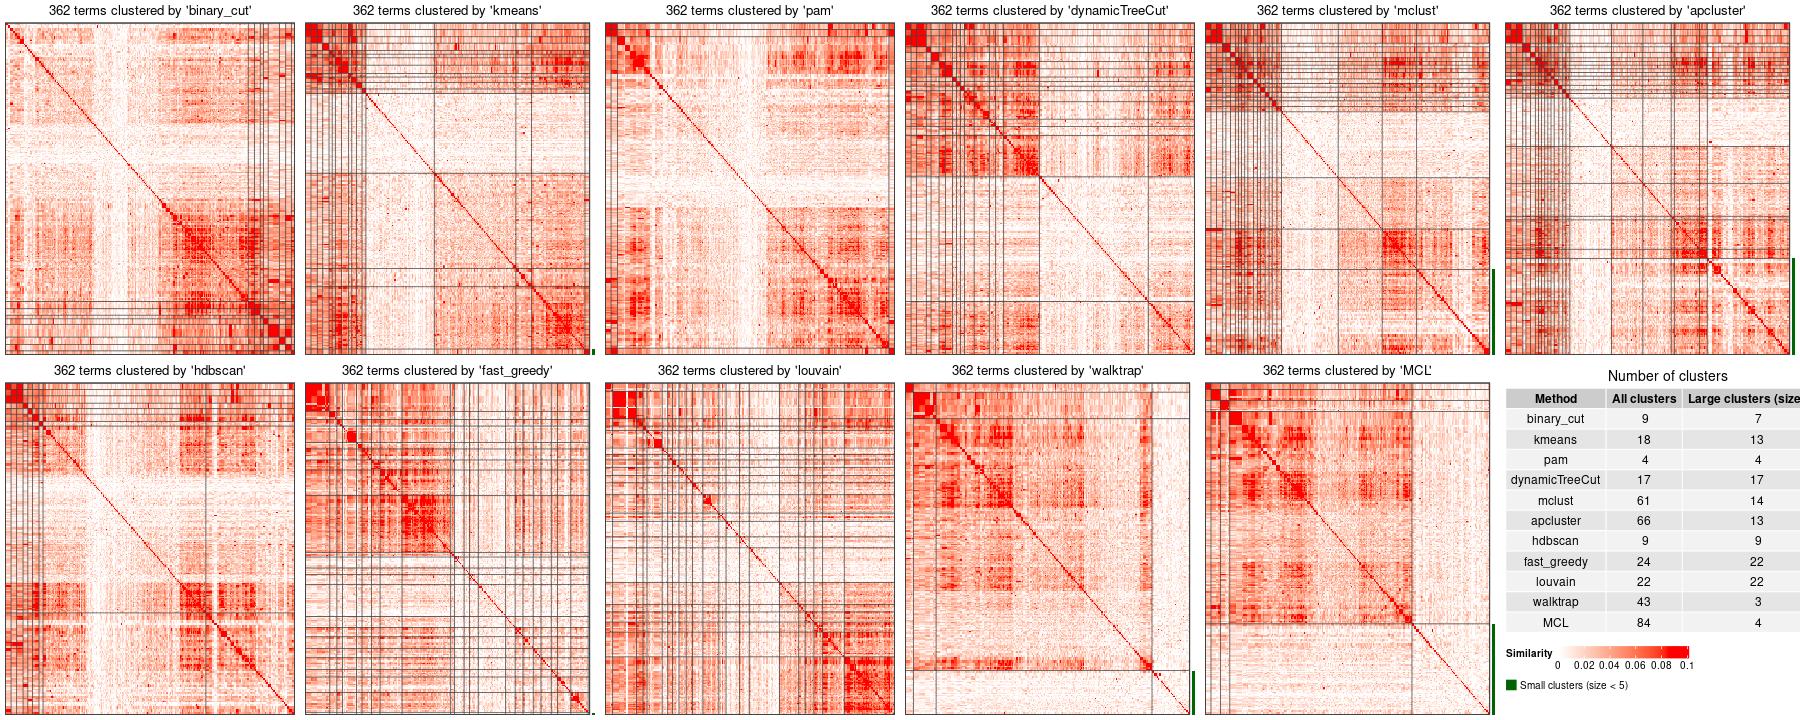 362 terms clustered by 'binary_cut'
362 terms clustered by 'kmeans'
362 terms clustered by 'pam'
362 terms clustered by 'dynamicTreeCut'
362 terms clustered by 'mclust'
362 terms clustered by 'apcluster'
362 terms clustered by 'hdbscan'
362 terms clustered by 'fast_greedy'
362 terms clustered by 'louvain'
362 terms clustered by 'walktrap'
362 terms clustered by 'MCL'
Number of clusters
Method All clusters Large clusters (size
binary_cut 9 7
kmeans 18 13
pam 4 4
dynamicTreeCut 17 17
mclust 61 14
apcluster 66 13
hdbscan 9 9
fast_greedy 24 22
louvain 22 22
walktrap 43 3
MCL 84 4
Similarity
0 0.02 0.04 0.06 0.08 0.1
Small clusters (size < 5)